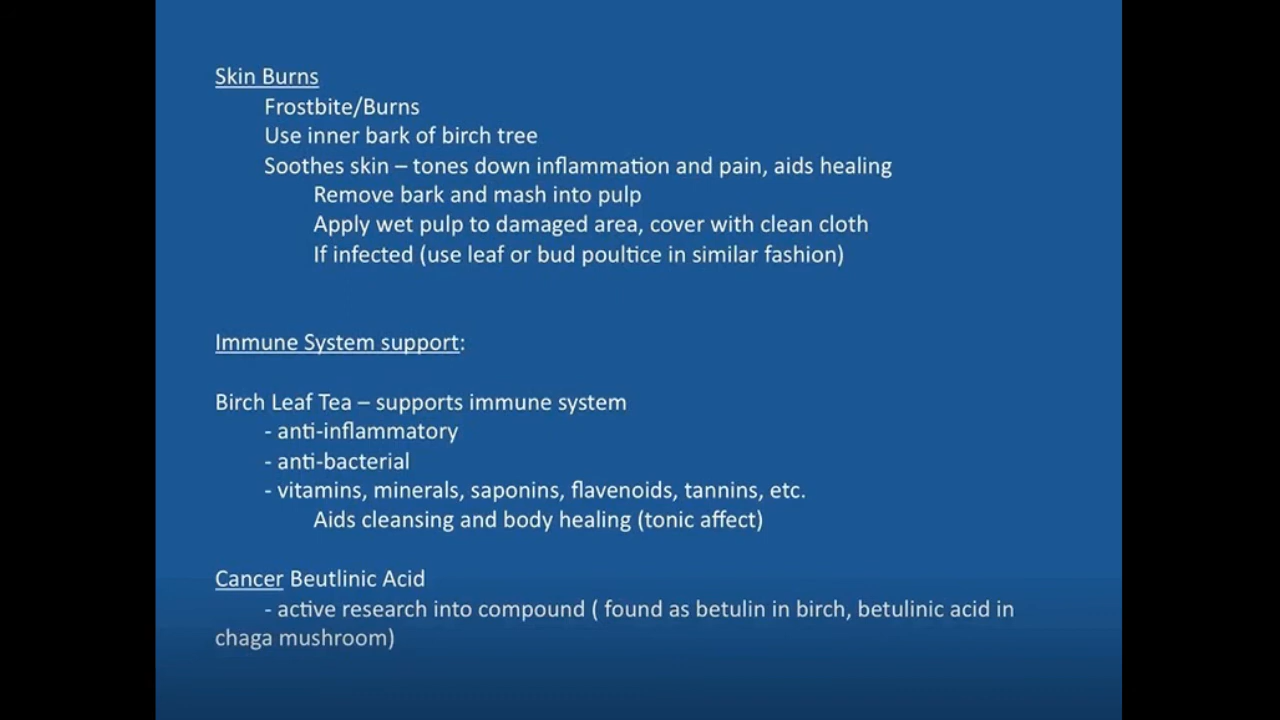 Skin Burns
Frostbite/Burns
Use inner bark of birch tree
Soothes skin – tones down inflammation and pain, aids healing
Remove bark and mash into pulp
Apply wet pulp to damaged area, cover with clean cloth
If infected (use leaf or bud poultice in similar fashion)
Immune System support:
Birch Leaf Tea – supports immune system
- anti-inflammatory
- anti-bacterial
- vitamins, minerals, saponins, flavenoids, tannins, etc.
Aids cleansing and body healing (tonic affect)
Cancer Beutlinic Acid
- active research into compound ( found as betulin in birch, betulinic acid in
chaga mushroom)